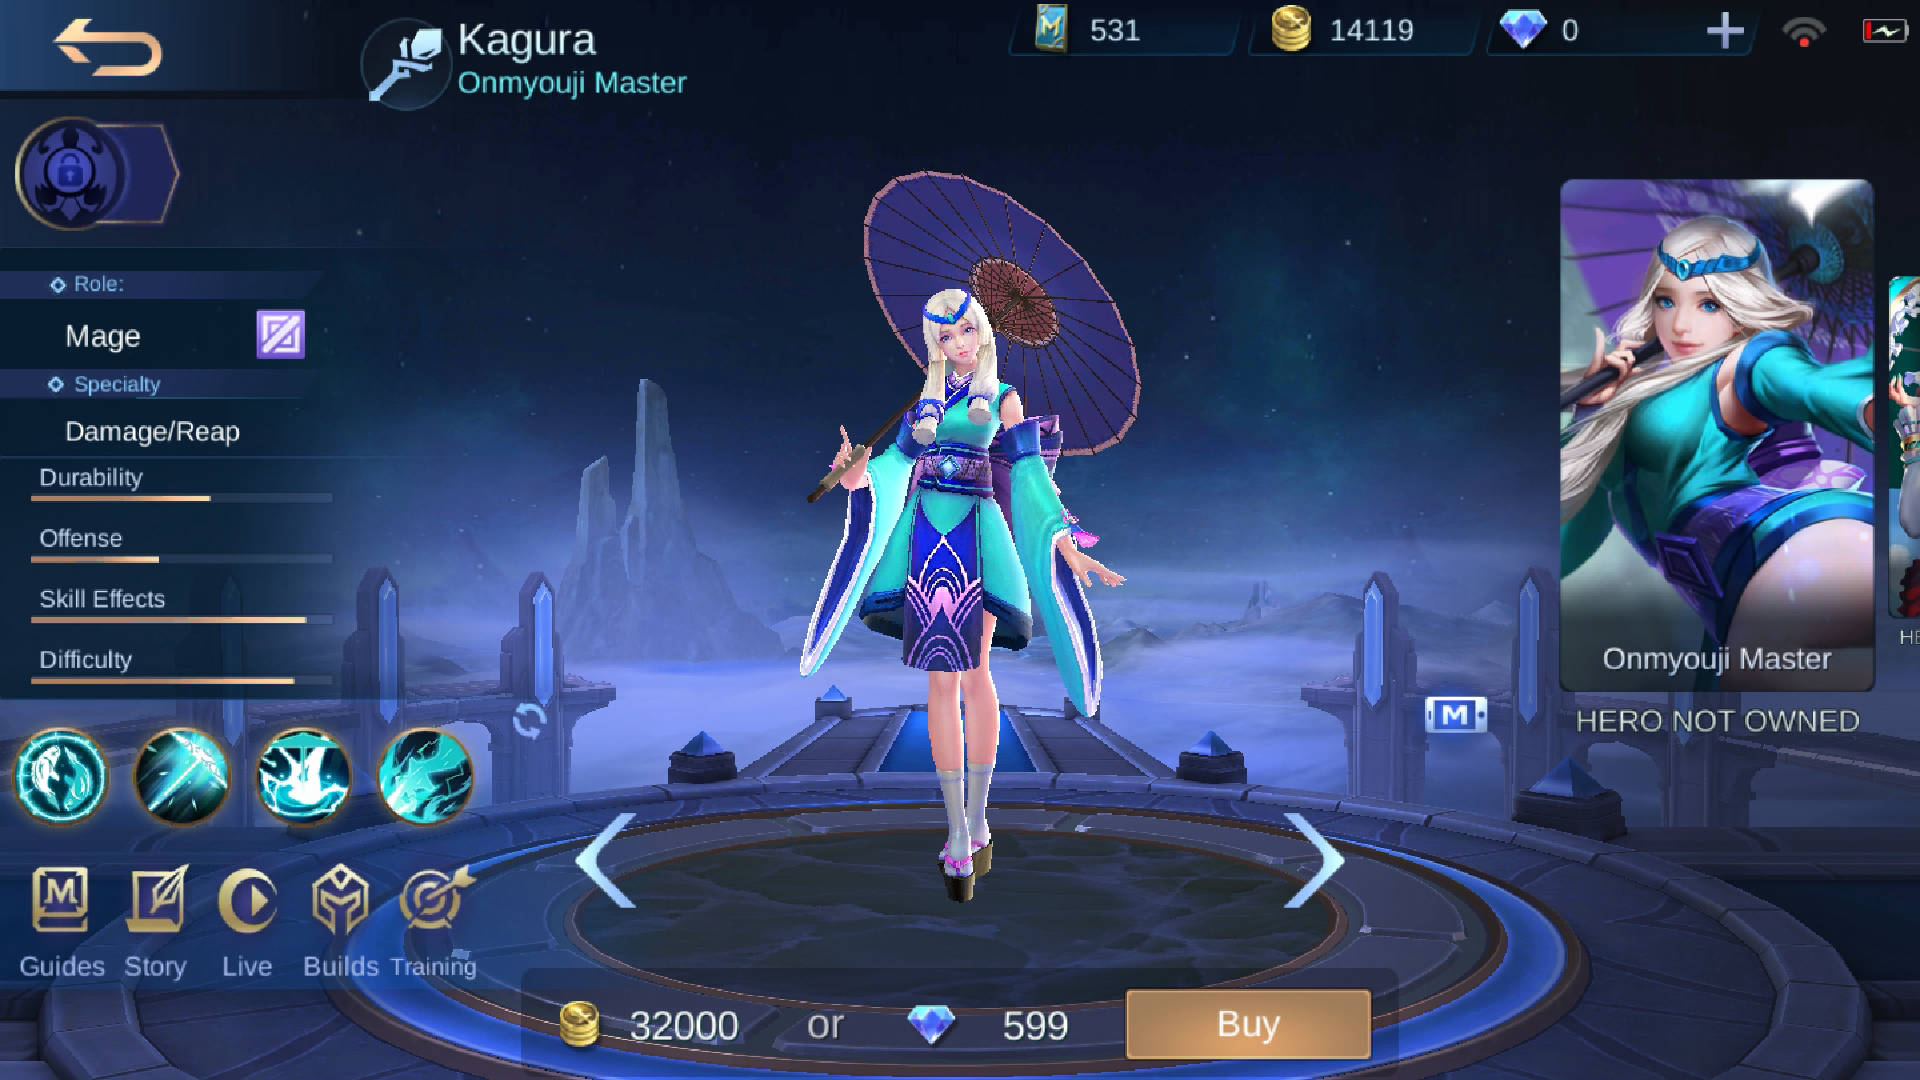 Kagura
Onmyouji Master
531
14119
0
Role:
Mage
Specialty
Damage/Reap
Durability
Offense
Skill Effects
Difficulty
M
Guides
Story
Live
Builds
Training
32000 or 599
Buy
M
Onmyouji Master
HERO NOT OWNED